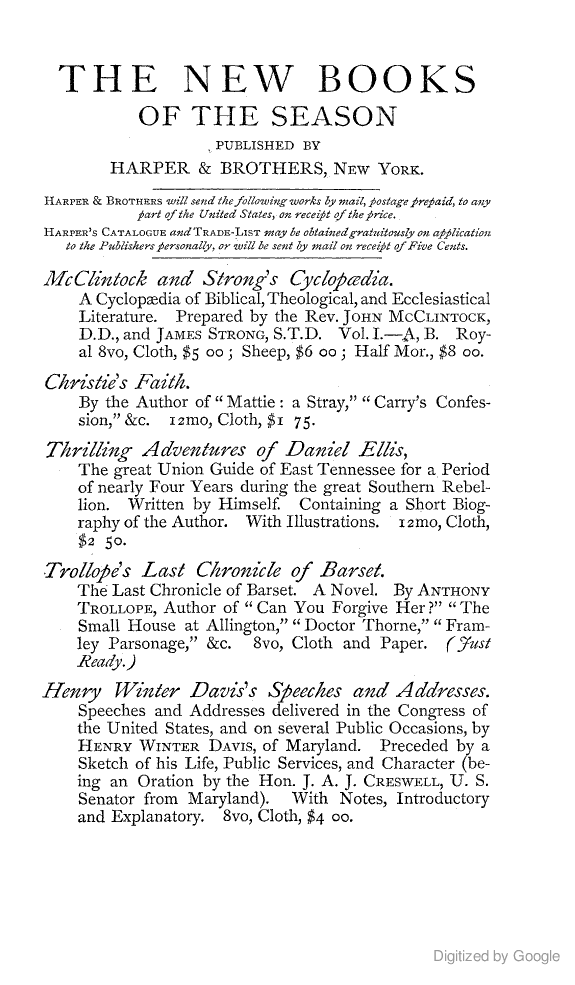 THE NEW BOOKS
OF THE SEASON
PUBLISHED BY
HARPER & BROTHERS, NEW YORK.
HARPER & BROTHERS will send the following works by mail, postage prepaid, to any
part of the United States, on receipt of the price.
HARPER'S CATALOGUE and TRADE-LIST may be obtained gratuitously on application
to the Publishers personally, or will be sent by mail on receipt of Five Cents.
McClintock and Strong's Cyclopædia.
A Cyclopædia of Biblical, Theological, and Ecclesiastical
Literature. Prepared by the Rev. JOHN MCCLINTOCK,
D.D., and JAMES STRONG, S.T.D. Vol. I.—A, B. Roy-
al 8vo, Cloth, $5 00; Sheep, $6 00; Half Mor., $8 00.
Christie's Faith.
By the Author of "Mattie: a Stray," "Carry's Confes-
sion," &c. 12mo, Cloth, $1 75.
Thrilling Adventures of Daniel Ellis,
The great Union Guide of East Tennessee for a Period
of nearly Four Years during the great Southern Rebel-
lion. Written by Himself. Containing a Short Biog-
raphy of the Author. With Illustrations. 12mo, Cloth,
$2 50.
Trollope's Last Chronicle of Barset.
The Last Chronicle of Barset. A Novel. By ANTHONY
TROLLOPE, Author of "Can You Forgive Her?" "The
Small House at Allington," "Doctor Thorne," "Fram-
ley Parsonage," &c. 8vo, Cloth and Paper. (Just
Ready.)
Henry Winter Davis's Speeches and Addresses.
Speeches and Addresses delivered in the Congress of
the United States, and on several Public Occasions, by
HENRY WINTER DAVIS, of Maryland. Preceded by a
Sketch of his Life, Public Services, and Character (be-
ing an Oration by the Hon. J. A. J. CRESWELL, U. S.
Senator from Maryland). With Notes, Introductory
and Explanatory. 8vo, Cloth, $4 00.
Digitized by Google